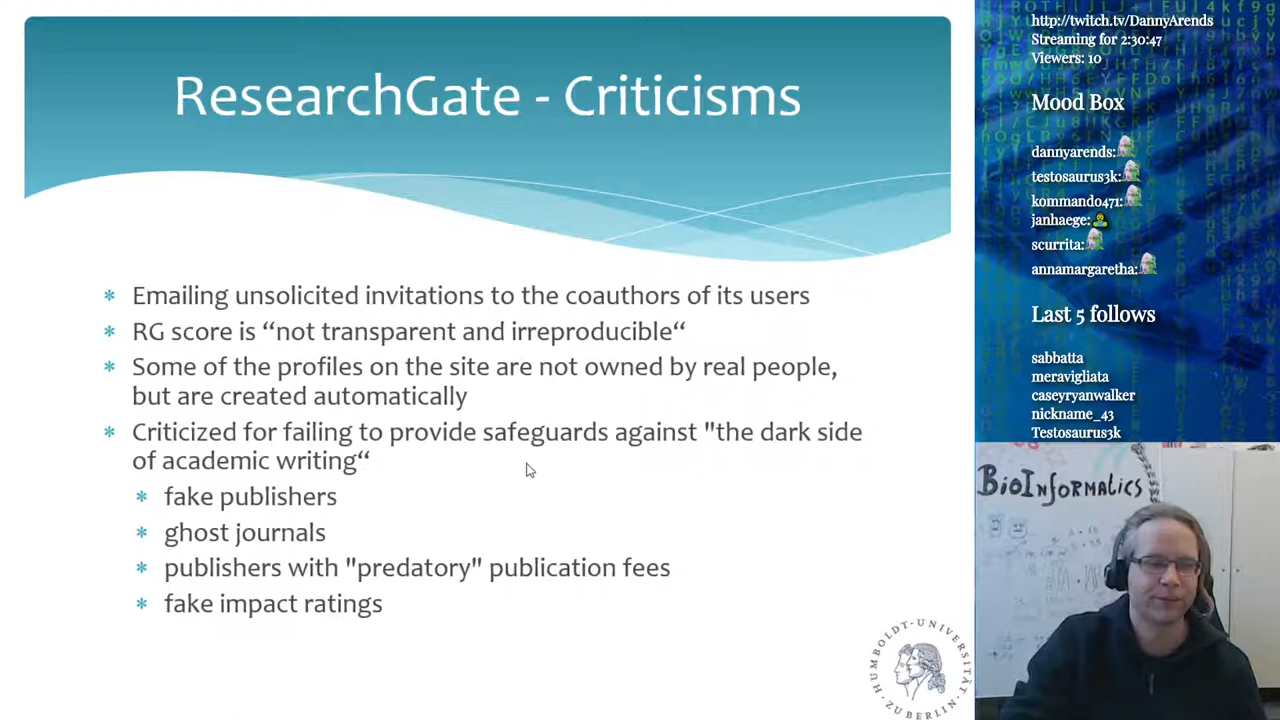 ResearchGate - Criticisms
* Emailing unsolicited invitations to the coauthors of its users
* RG score is “not transparent and irreproducible“
* Some of the profiles on the site are not owned by real people,
but are created automatically
* Criticized for failing to provide safeguards against "the dark side
of academic writing“
* fake publishers
* ghost journals
* publishers with "predatory" publication fees
* fake impact ratings
HUMBOLDT-UNIVERSITÄT
ZU BERLIN
http://twitch.tv/DannyArends
Streaming for 2:30:47
Viewers: 10
Mood Box
dannyarends:
testosaurus3k:
kommando471:
janhaege:
scurrita:
annamargaretha:
Last 5 follows
sabbatta
meravigliata
caseyryanwalker
nickname_43
Testosaurus3k
BioInformatics